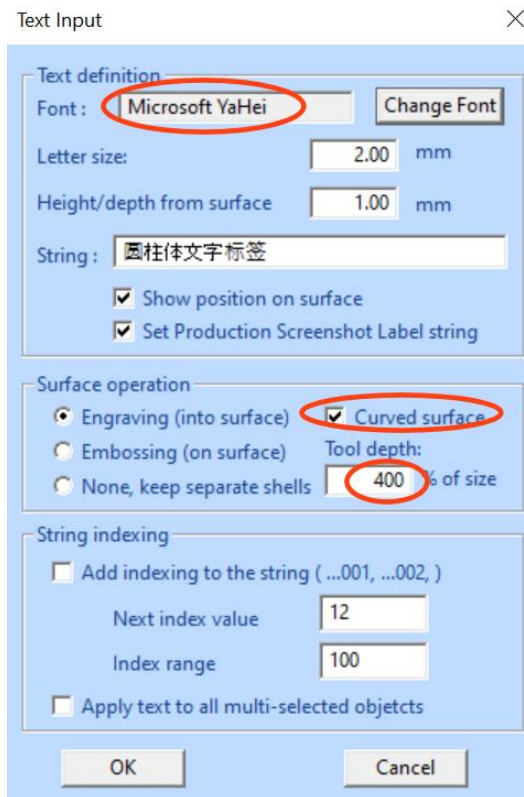 Text Input
Text definition
Font : Microsoft YaHei Change Font
Letter size: 2.00 mm
Height/depth from surface 1.00 mm
String : 圆柱体文字标签
Show position on surface
Set Production Screenshot Label string
Surface operation
Engraving (into surface) Curved surface
Embossing (on surface) Tool depth:
None, keep separate shells 400 % of size
String indexing
Add indexing to the string ( ...001, ...002, )
Next index value 12
Index range 100
Apply text to all multi-selected objetcts
OK Cancel